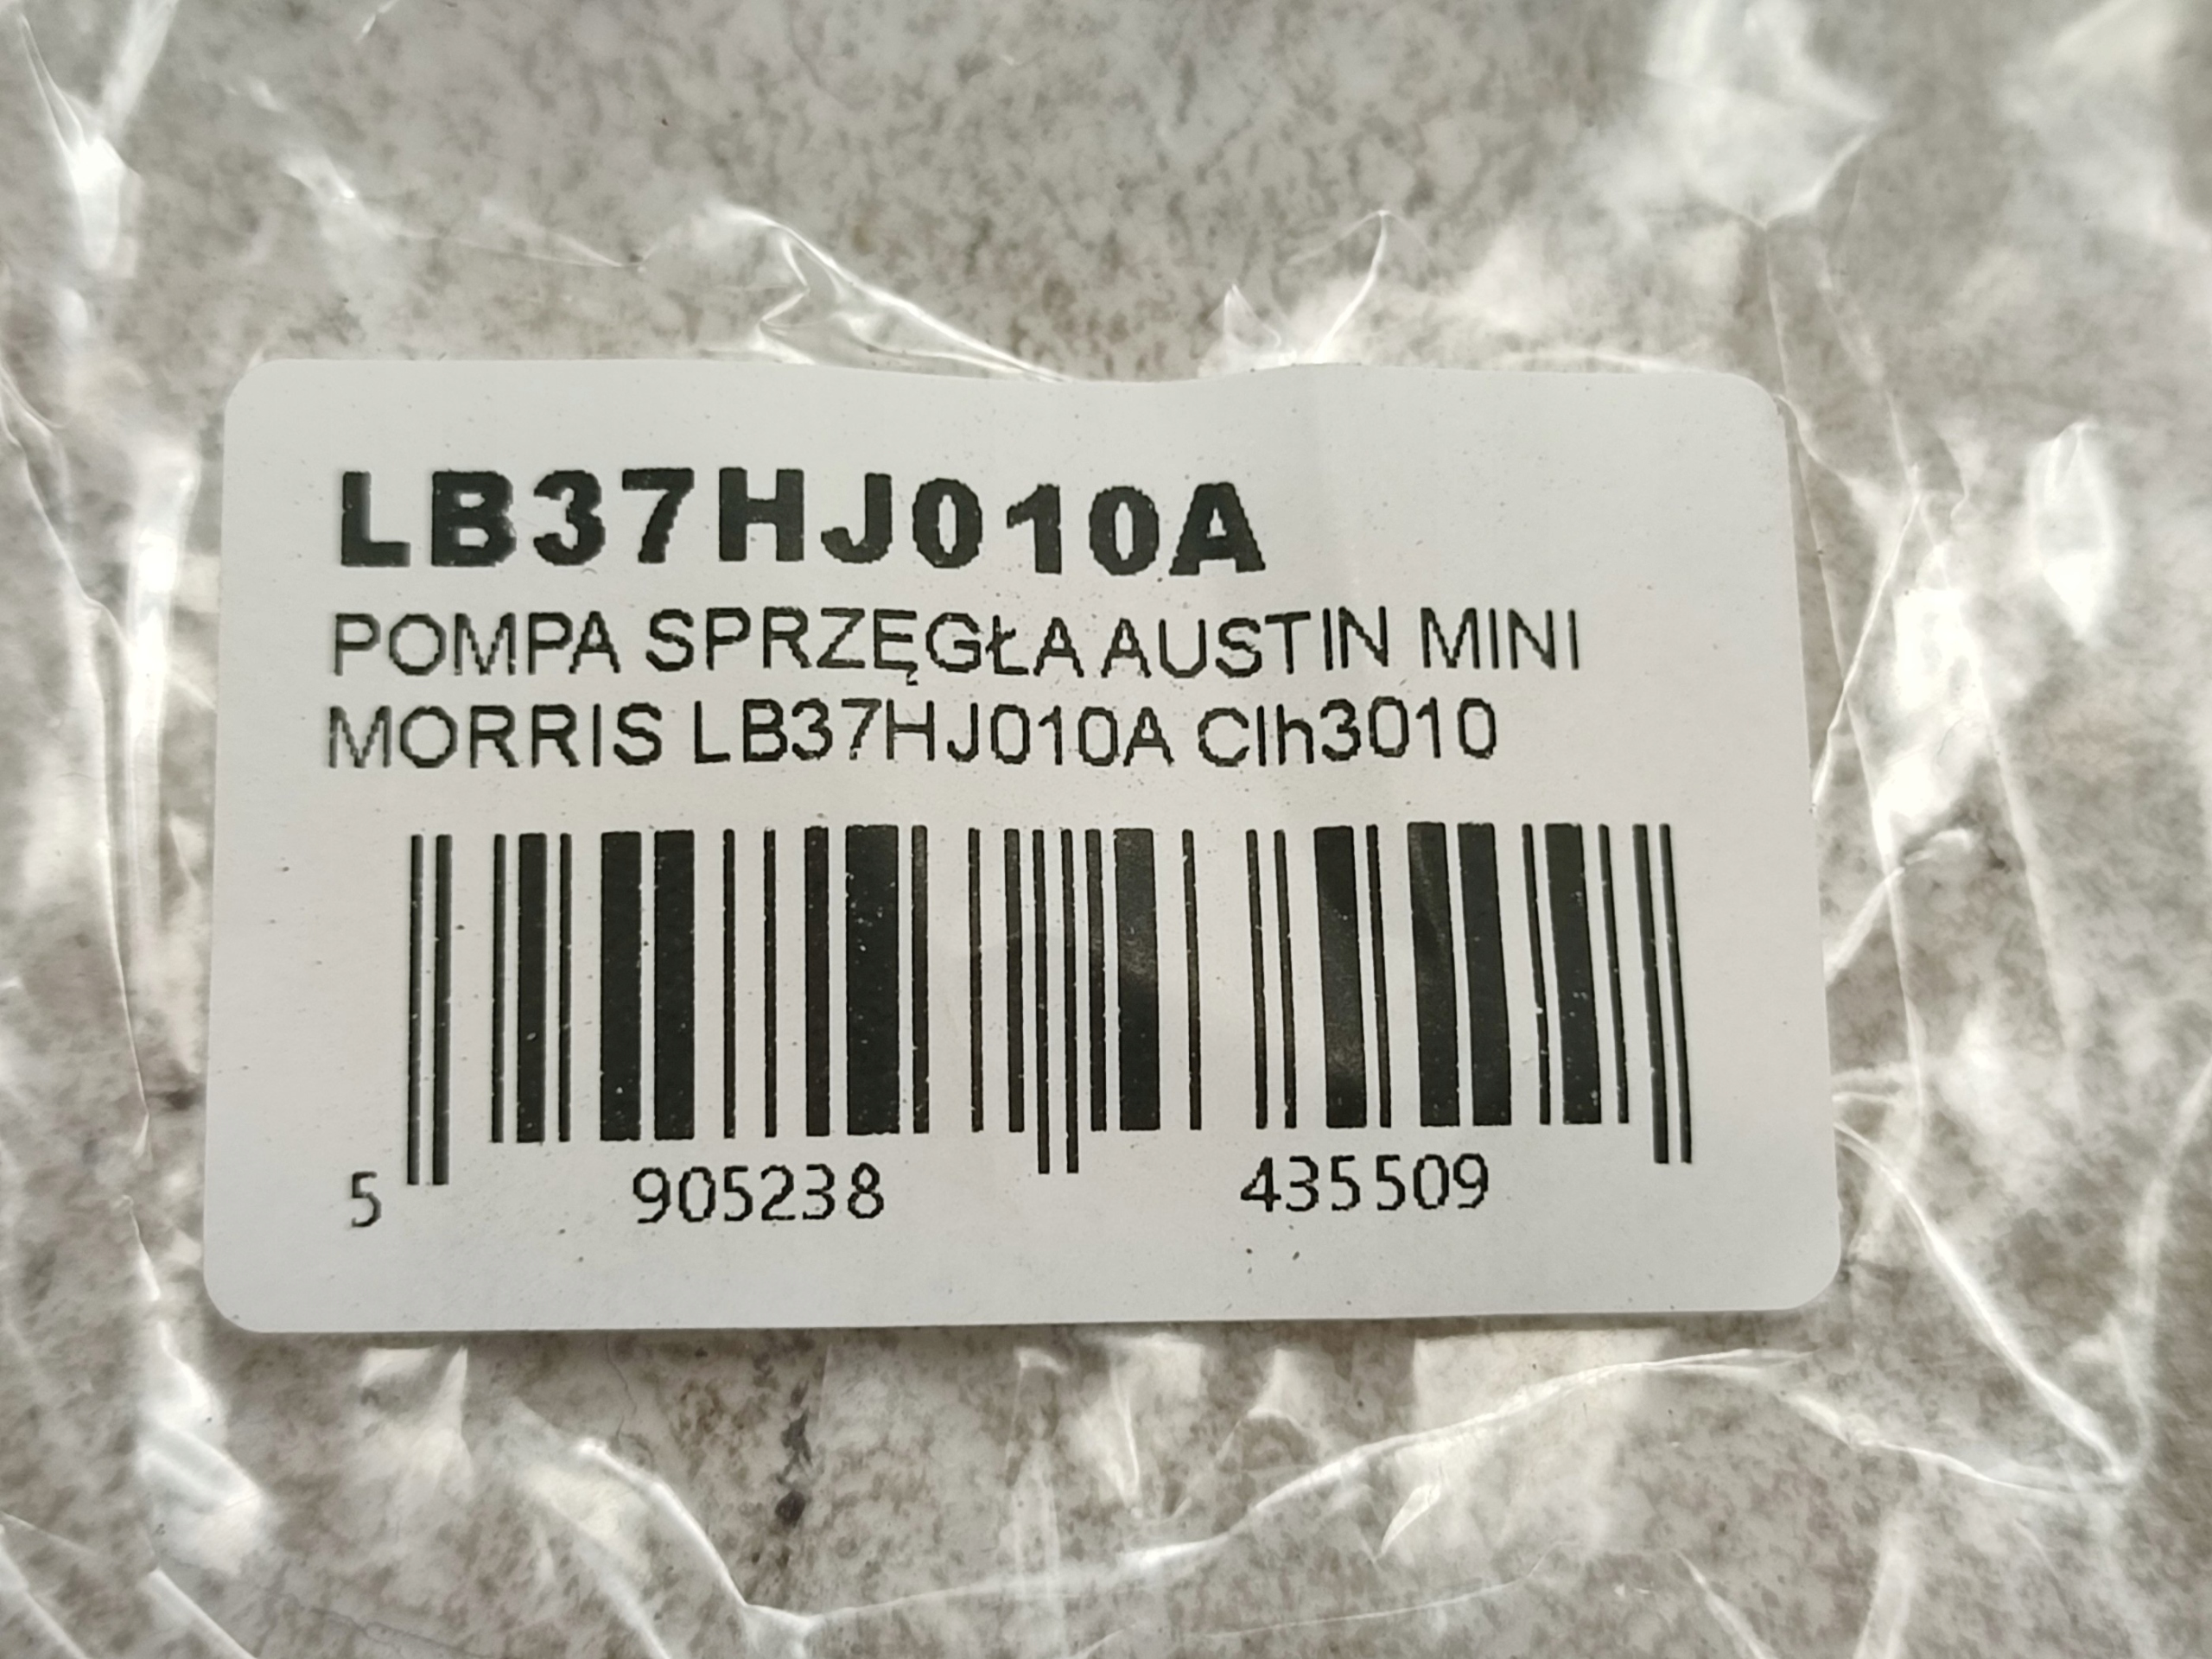 LB37HJ010A
POMPA SPRZĘGŁA AUSTIN MINI
MORRIS LB37HJ010A Clh3010
5 905238 435509